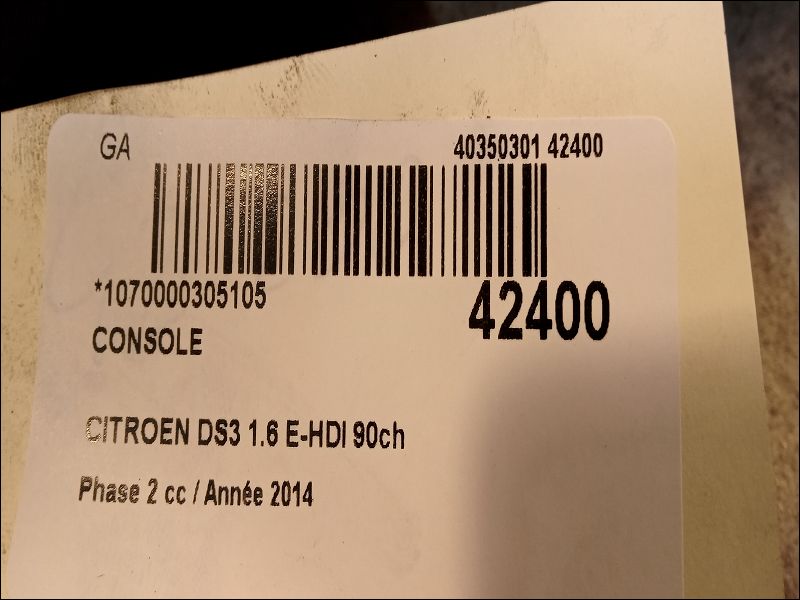 GA
40350301 42400
*1070000305105
42400
CONSOLE
CITROEN DS3 1.6 E-HDI 90ch
Phase 2 cc / Année 2014